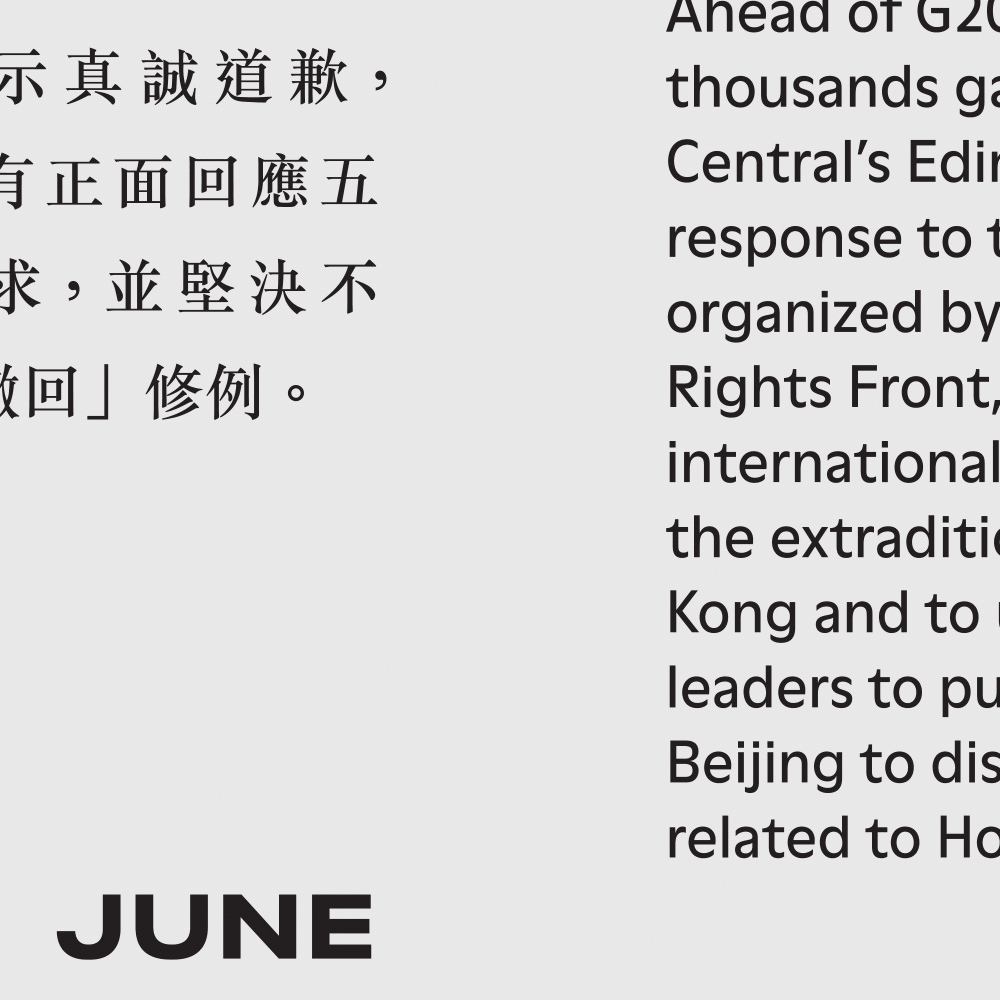 示真誠道歉，
有正面回應五
求，並堅決不
撤回」修例。
JUNE
Ahead of G20
thousands ga
Central’s Edin
response to t
organized by
Rights Front,
international
the extraditio
Kong and to u
leaders to pu
Beijing to dis
related to Ho